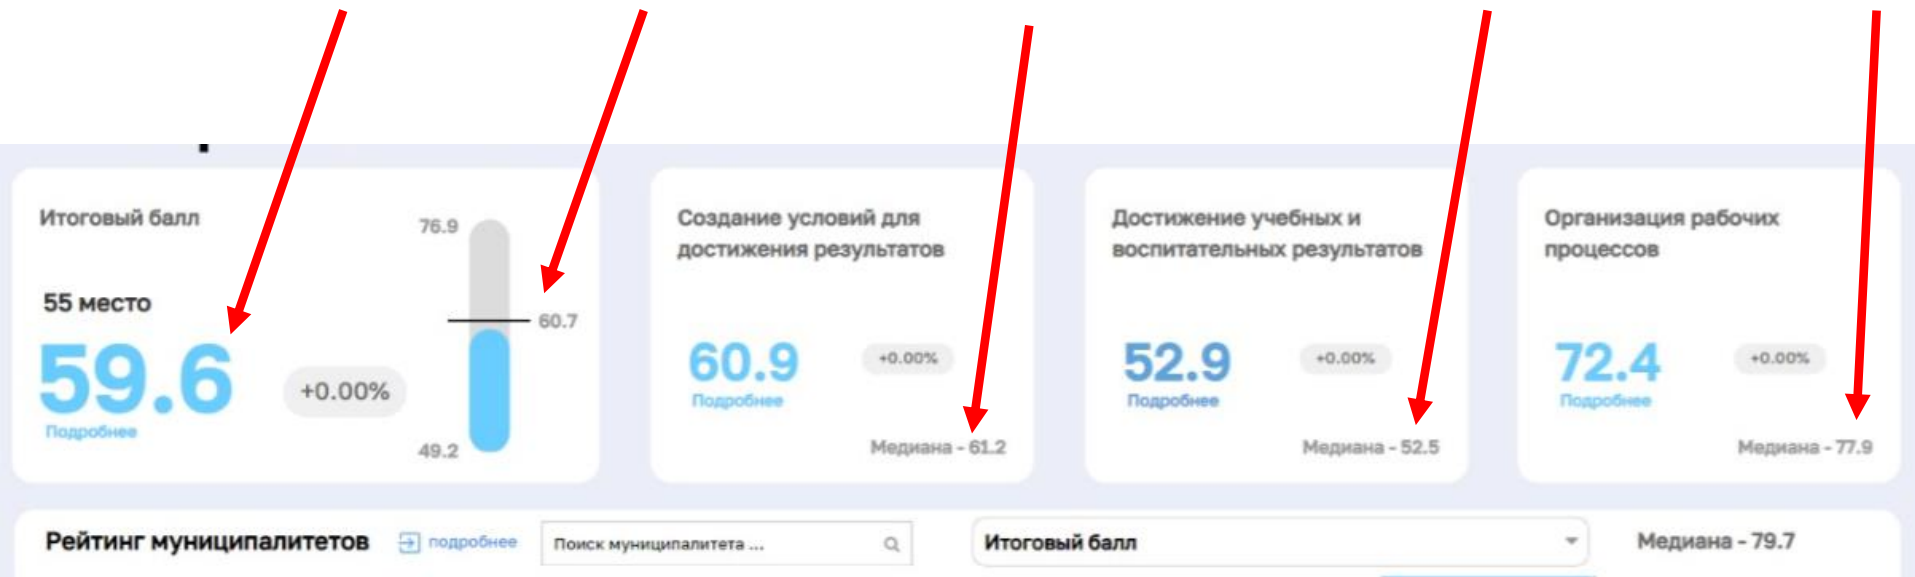 Итоговый балл
76.9
55 место
60.7
59.6
+0.00%
Подробнее
49.2
Создание условий для
достижения результатов
60.9
+0.00%
Подробнее
Медиана - 61.2
Достижение учебных и
воспитательных результатов
52.9
+0.00%
Подробнее
Медиана - 52.5
Организация рабочих
процессов
72.4
+0.00%
Подробнее
Медиана - 77.9
Рейтинг муниципалитетов подробнее Поиск муниципалитета ... Итоговый балл Медиана - 79.7